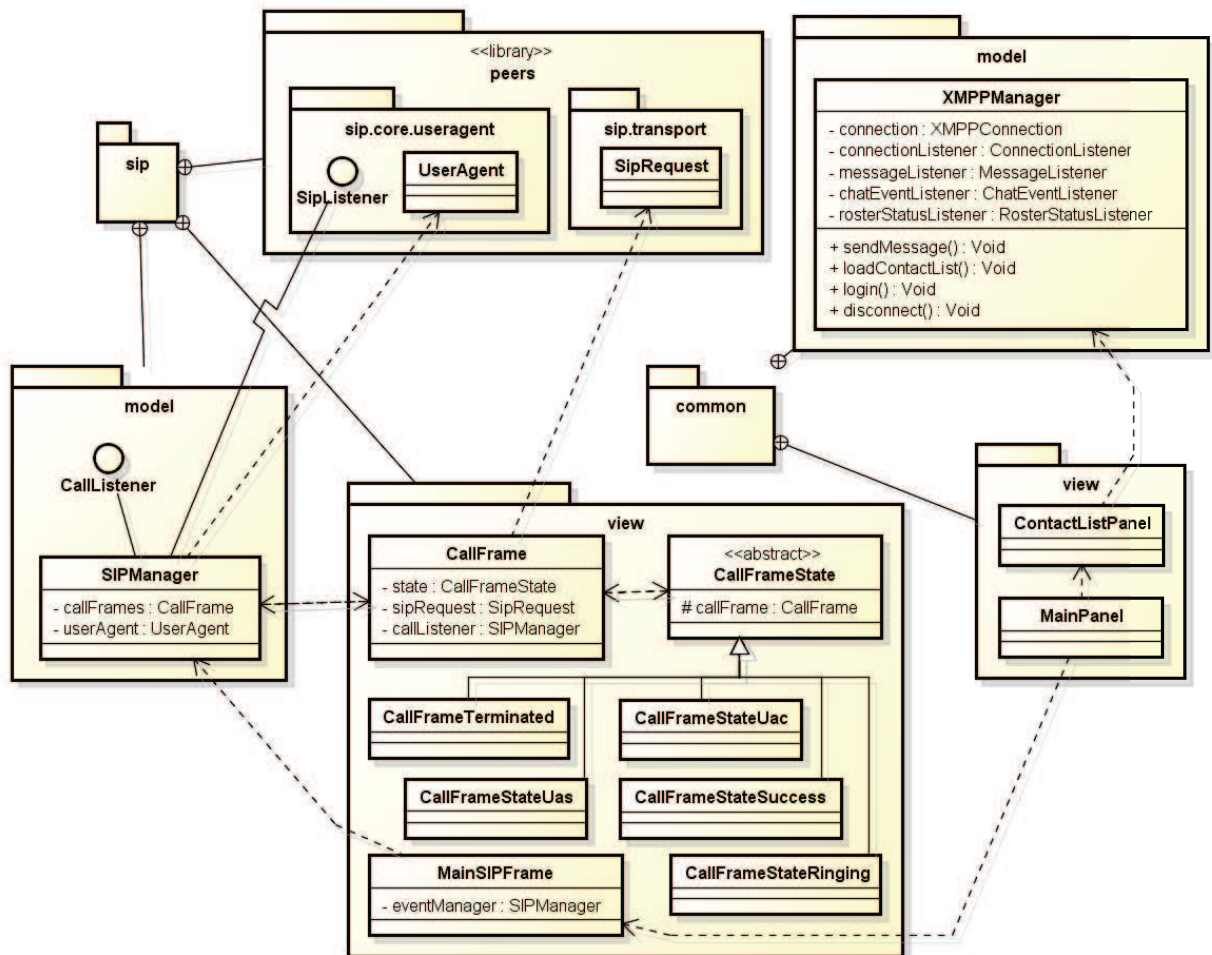 <<library>>
peers
sip.core.useragent
SipListener
UserAgent
sip.transport
SipRequest
model
XMPPManager
- connection : XMPPConnection
- connectionListener : ConnectionListener
- messageListener : MessageListener
- chatEventListener : ChatEventListener
- rosterStatusListener : RosterStatusListener
+ sendMessage() : Void
+ loadContactList() : Void
+ login() : Void
+ disconnect() : Void
sip
model
CallListener
SIPManager
- callFrames : CallFrame
- userAgent : UserAgent
common
view
ContactListPanel
MainPanel
view
CallFrame
- state : CallFrameState
- sipRequest : SipRequest
- callListener : SIPManager
<<abstract>>
CallFrameState
# callFrame : CallFrame
CallFrameTerminated
CallFrameStateUac
CallFrameStateUas
CallFrameStateSuccess
MainSIPFrame
- eventManager : SIPManager
CallFrameStateRinging